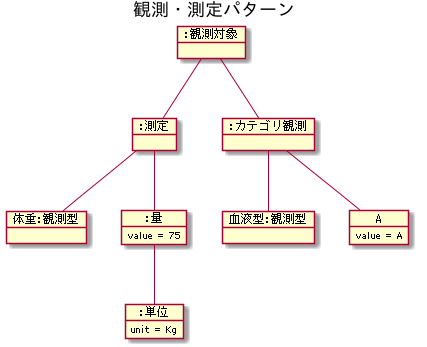 観測・測定パターン
:観測対象
:測定
:カテゴリ観測
体重:観測型
:量
value = 75
血液型:観測型
A
value = A
:単位
unit = Kg